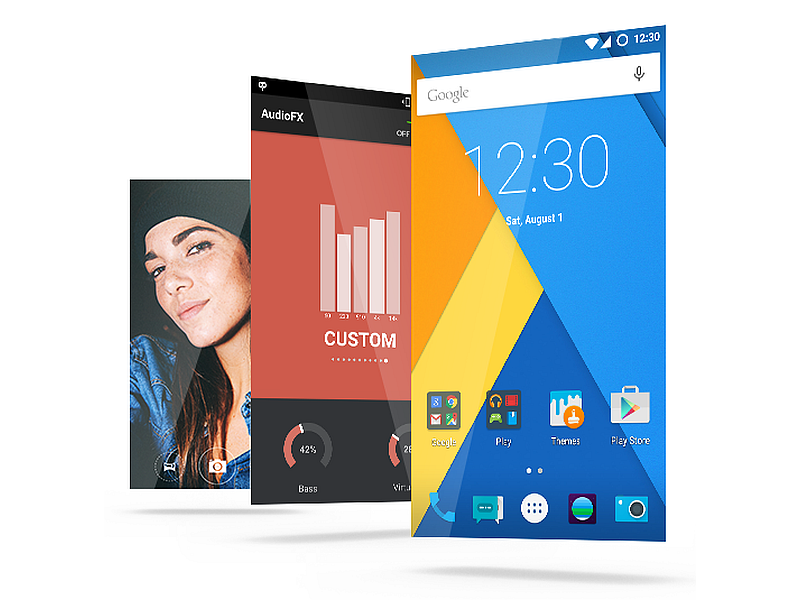 12:30
Google
12:30
Sat, August 1
Google
Play
Themes
Play Store
AudioFX
OFF
CUSTOM
42%
Bass